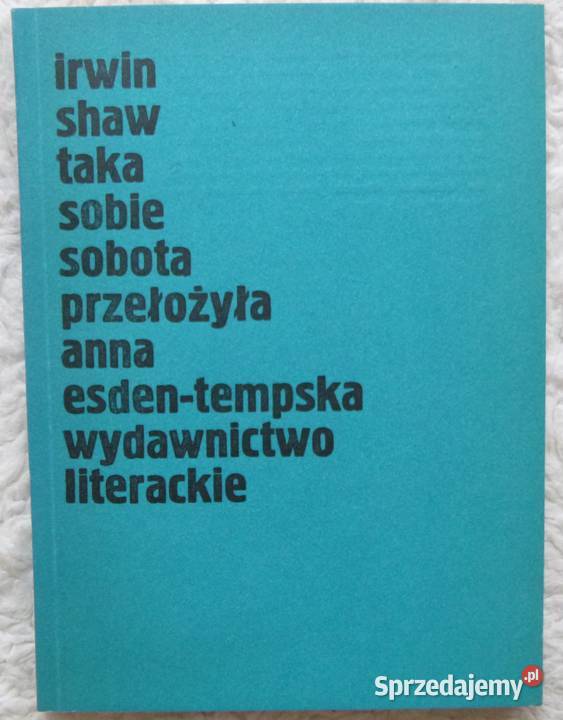 irwin
shaw
taka
sobie
sobota
przełożyła
anna
esden-tempska
wydawnictwo
literackie
Sprzedajemy.pl